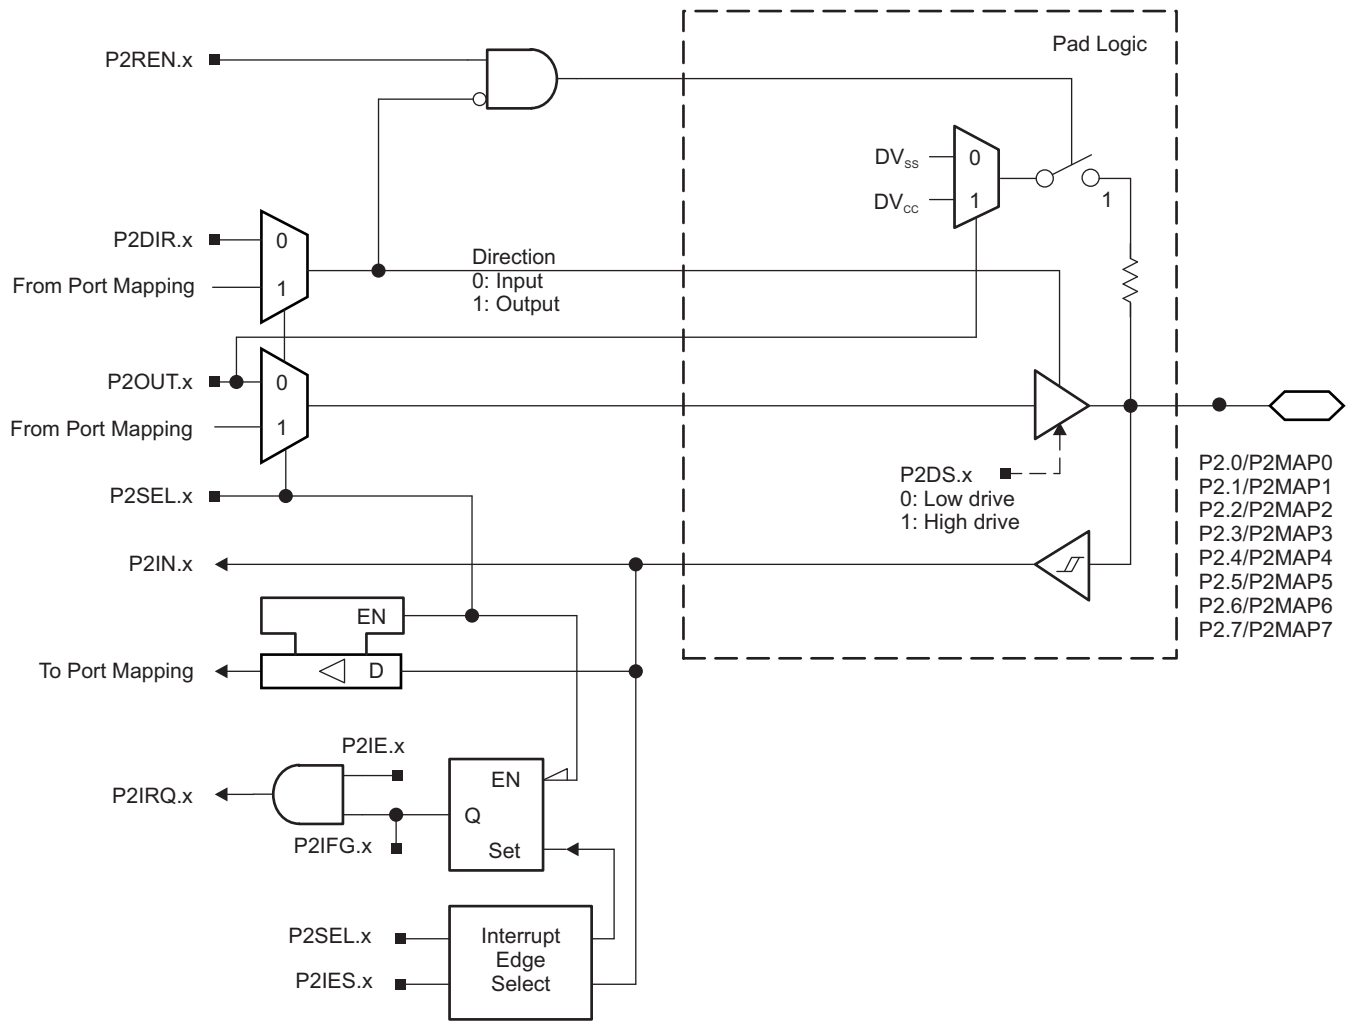 P2REN.x
Pad Logic
DVSS
0
DVCC
1
1
P2DIR.x
0
From Port Mapping
1
Direction
0: Input
1: Output
P2OUT.x
0
From Port Mapping
1
P2SEL.x
P2DS.x
0: Low drive
1: High drive
P2.0/P2MAP0
P2.1/P2MAP1
P2.2/P2MAP2
P2.3/P2MAP3
P2.4/P2MAP4
P2.5/P2MAP5
P2.6/P2MAP6
P2.7/P2MAP7
P2IN.x
EN
To Port Mapping
D
P2IE.x
P2IRQ.x
EN
Q
P2IFG.x
Set
P2SEL.x
P2IES.x
Interrupt
Edge
Select